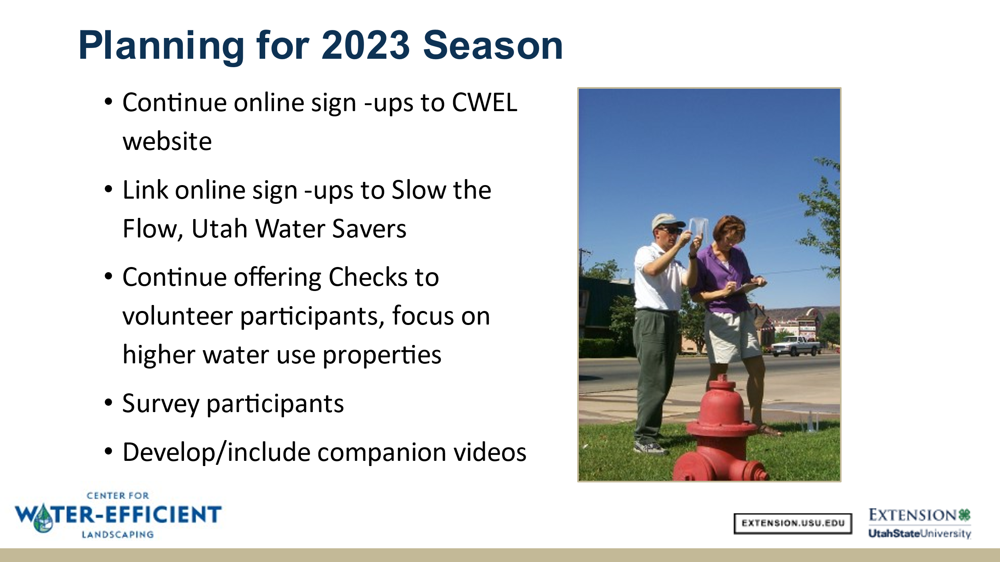 Planning for 2023 Season
• Continue online sign -ups to CWEL
website
• Link online sign -ups to Slow the
Flow, Utah Water Savers
• Continue offering Checks to
volunteer participants, focus on
higher water use properties
• Survey participants
• Develop/include companion videos
CENTER FOR
WATER-EFFICIENT
LANDSCAPING
EXTENSION.USU.EDU
EXTENSION
UtahStateUniversity